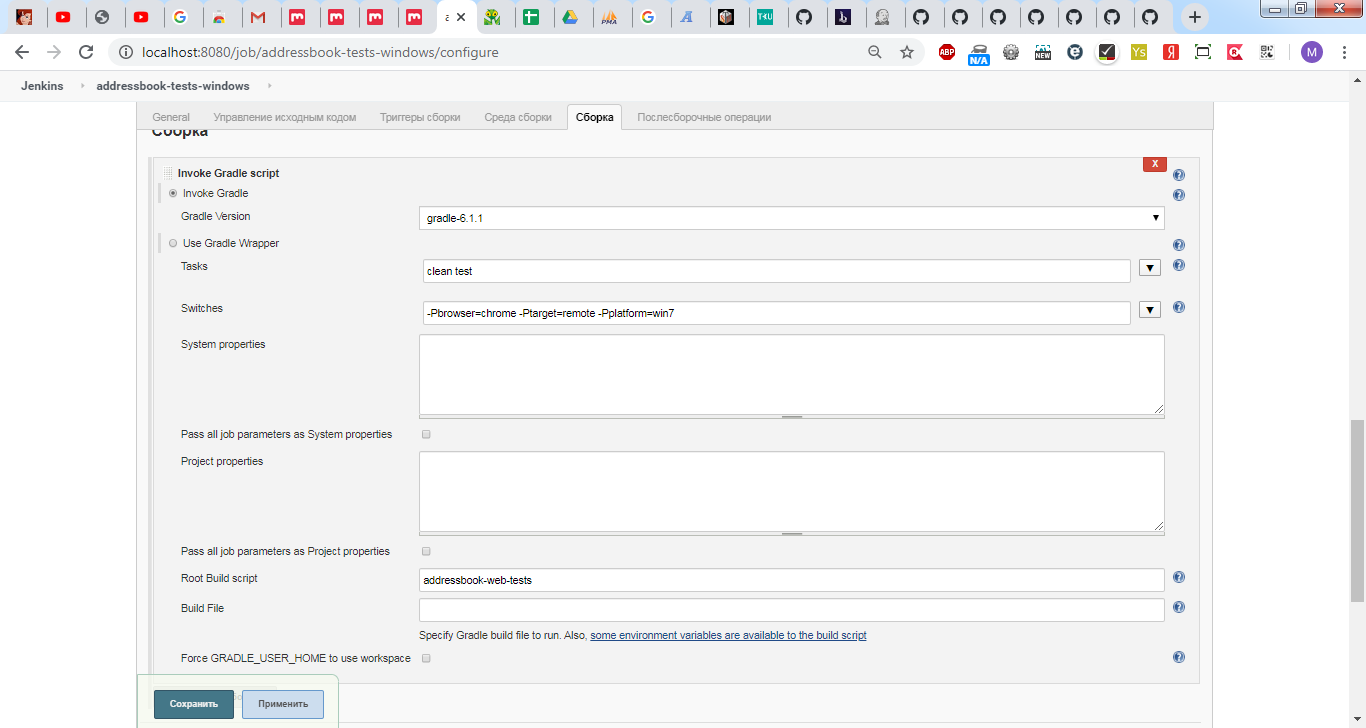 localhost:8080/job/addressbook-tests-windows/configure
ABP
N/A
NEW
Ys
Я
M
Jenkins
addressbook-tests-windows
General Управление исходным кодом Триггеры сборки Среда сборки Сборка Послесборочные операции
Сборка
Invoke Gradle script
X
Invoke Gradle
Gradle Version
gradle-6.1.1
Use Gradle Wrapper
Tasks
clean test
Switches
-Pbrowser=chrome -Ptarget=remote -Pplatform=win7
System properties
Pass all job parameters as System properties
Project properties
Pass all job parameters as Project properties
Root Build script
addressbook-web-tests
Build File
Specify Gradle build file to run. Also, some environment variables are available to the build script
Force GRADLE_USER_HOME to use workspace
Сохранить
Применить